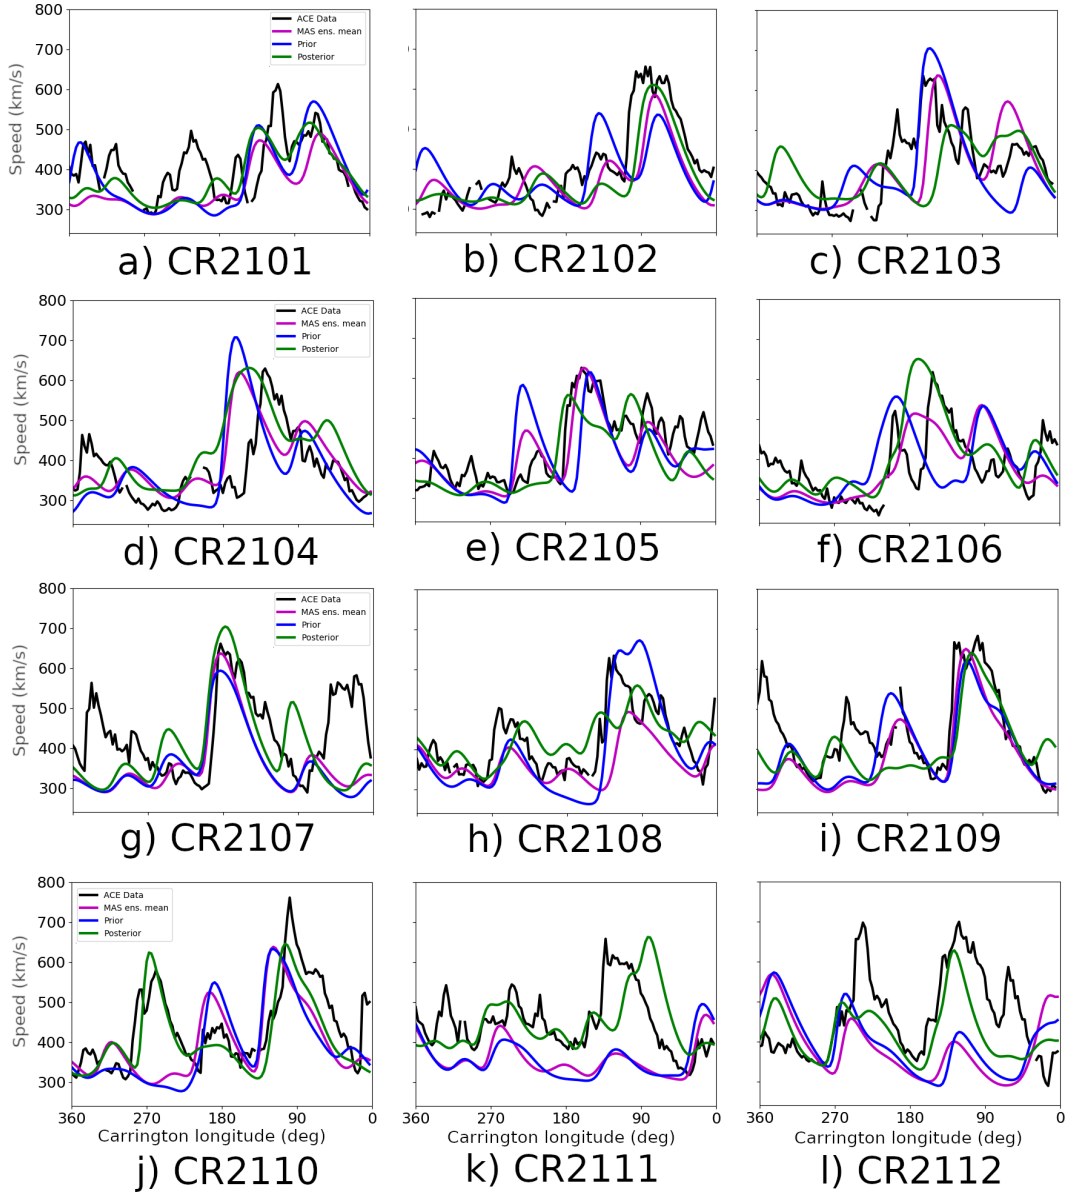 800
700
600
500
400
300
Speed (km/s)
ACE Data
MAS ens. mean
Prior
Posterior
a) CR2101
b) CR2102
c) CR2103
800
700
600
500
400
300
Speed (km/s)
ACE Data
MAS ens. mean
Prior
Posterior
d) CR2104
e) CR2105
f) CR2106
800
700
600
500
400
300
Speed (km/s)
ACE Data
MAS ens. mean
Prior
Posterior
g) CR2107
h) CR2108
i) CR2109
800
700
600
500
400
300
Speed (km/s)
ACE Data
MAS ens. mean
Prior
Posterior
360 270 180 90 0
360 270 180 90 0
360 270 180 90 0
Carrington longitude (deg)
Carrington longitude (deg)
Carrington longitude (deg)
j) CR2110
k) CR2111
l) CR2112